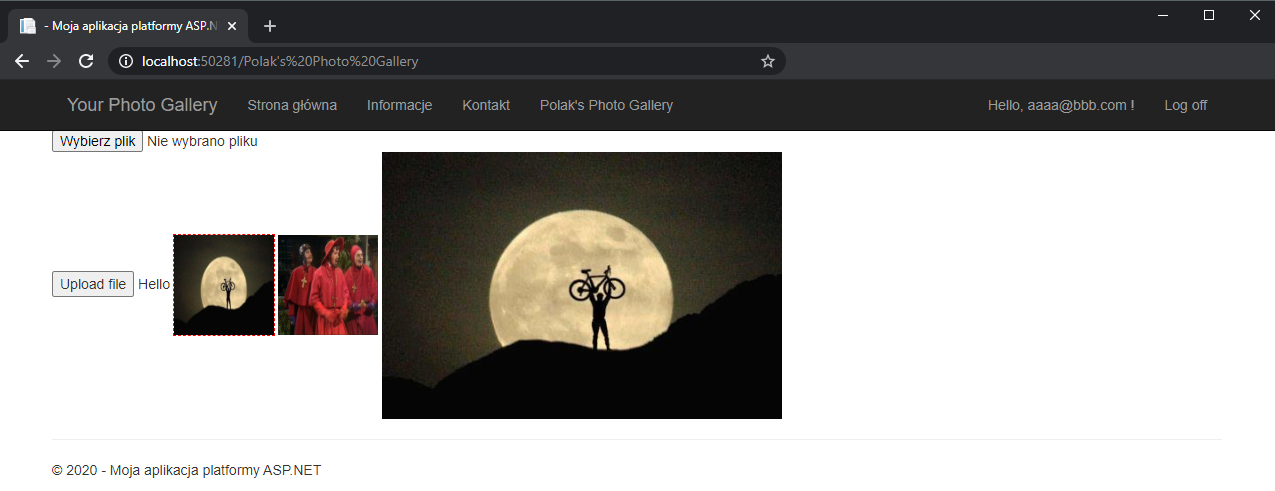 - Moja aplikacja platformy ASP.N
localhost:50281/Polak's%20Photo%20Gallery
Your Photo Gallery Strona główna Informacje Kontakt Polak's Photo Gallery Hello, aaaa@bbb.com ! Log off
Wybierz plik Nie wybrano pliku
Upload file Hello
© 2020 - Moja aplikacja platformy ASP.NET